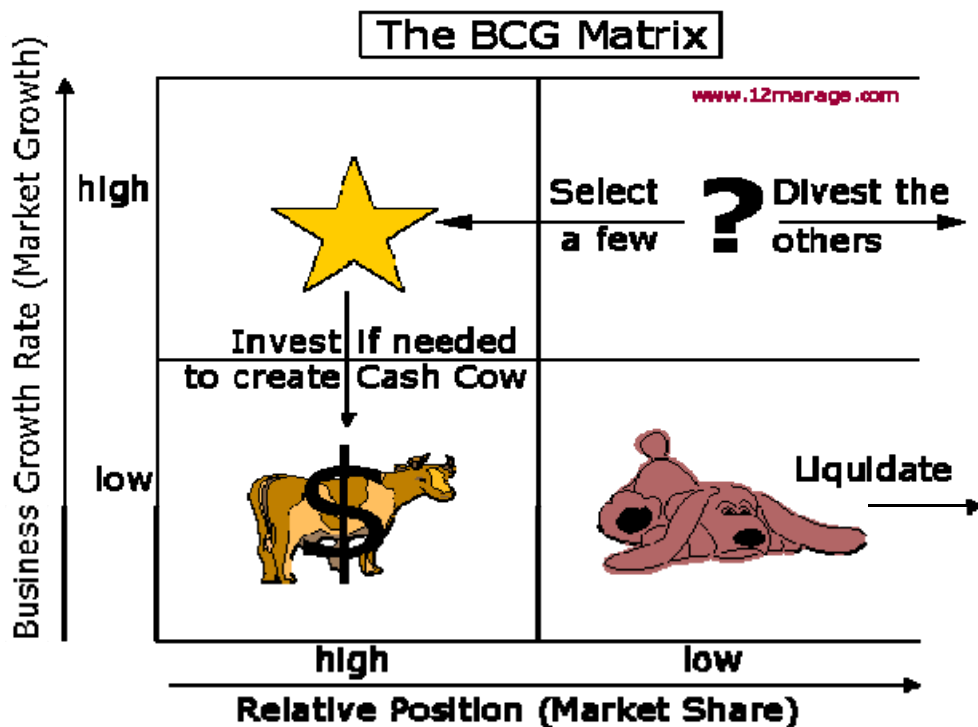 The BCG Matrix
www.12manage.com
Business Growth Rate (Market Growth)
high
Select
a few
?
Divest the
others
Invest if needed
to create Cash Cow
low
$
Liquidate
high
low
Relative Position (Market Share)